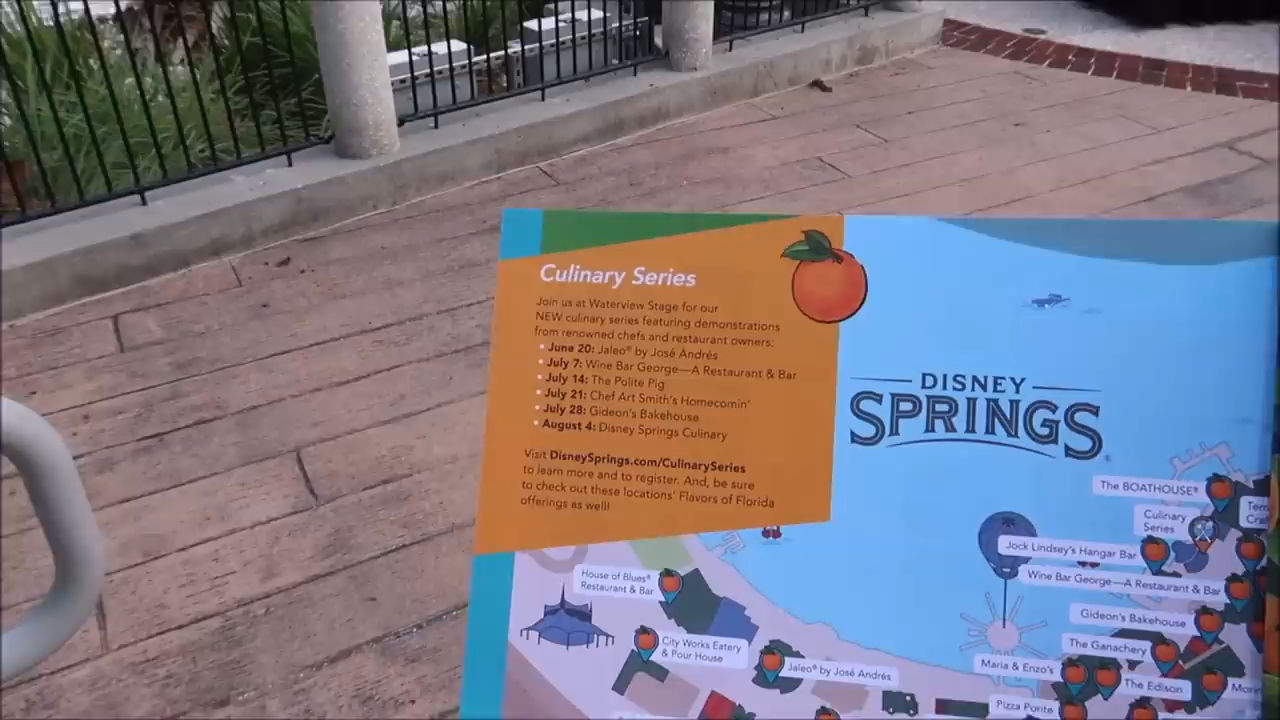 Culinary Series
Join us at Waterview Stage for our
NEW culinary series featuring demonstrations
from renowned chefs and restaurant owners:
• June 20: Jaleo® by José Andrés
• July 7: Wine Bar George—A Restaurant & Bar
• July 14: The Polite Pig
• July 21: Chef Art Smith's Homecomin'
• July 28: Gideon's Bakehouse
• August 4: Disney Springs Culinary
Visit DisneySprings.com/CulinarySeries
to learn more and to register. And, be sure
to check out these locations' Flavors of Florida
offerings as well!
DISNEY
SPRINGS
The BOATHOUSE®
Culinary
Series
Jock Lindsey's Hangar Bar
Wine Bar George—A Restaurant & Bar
House of Blues®
Restaurant & Bar
Gideon's Bakehouse
City Works Eatery
& Pour House
The Ganachery
Jaleo® by José Andrés
Maria & Enzo's
The Edison
Pizza Ponte